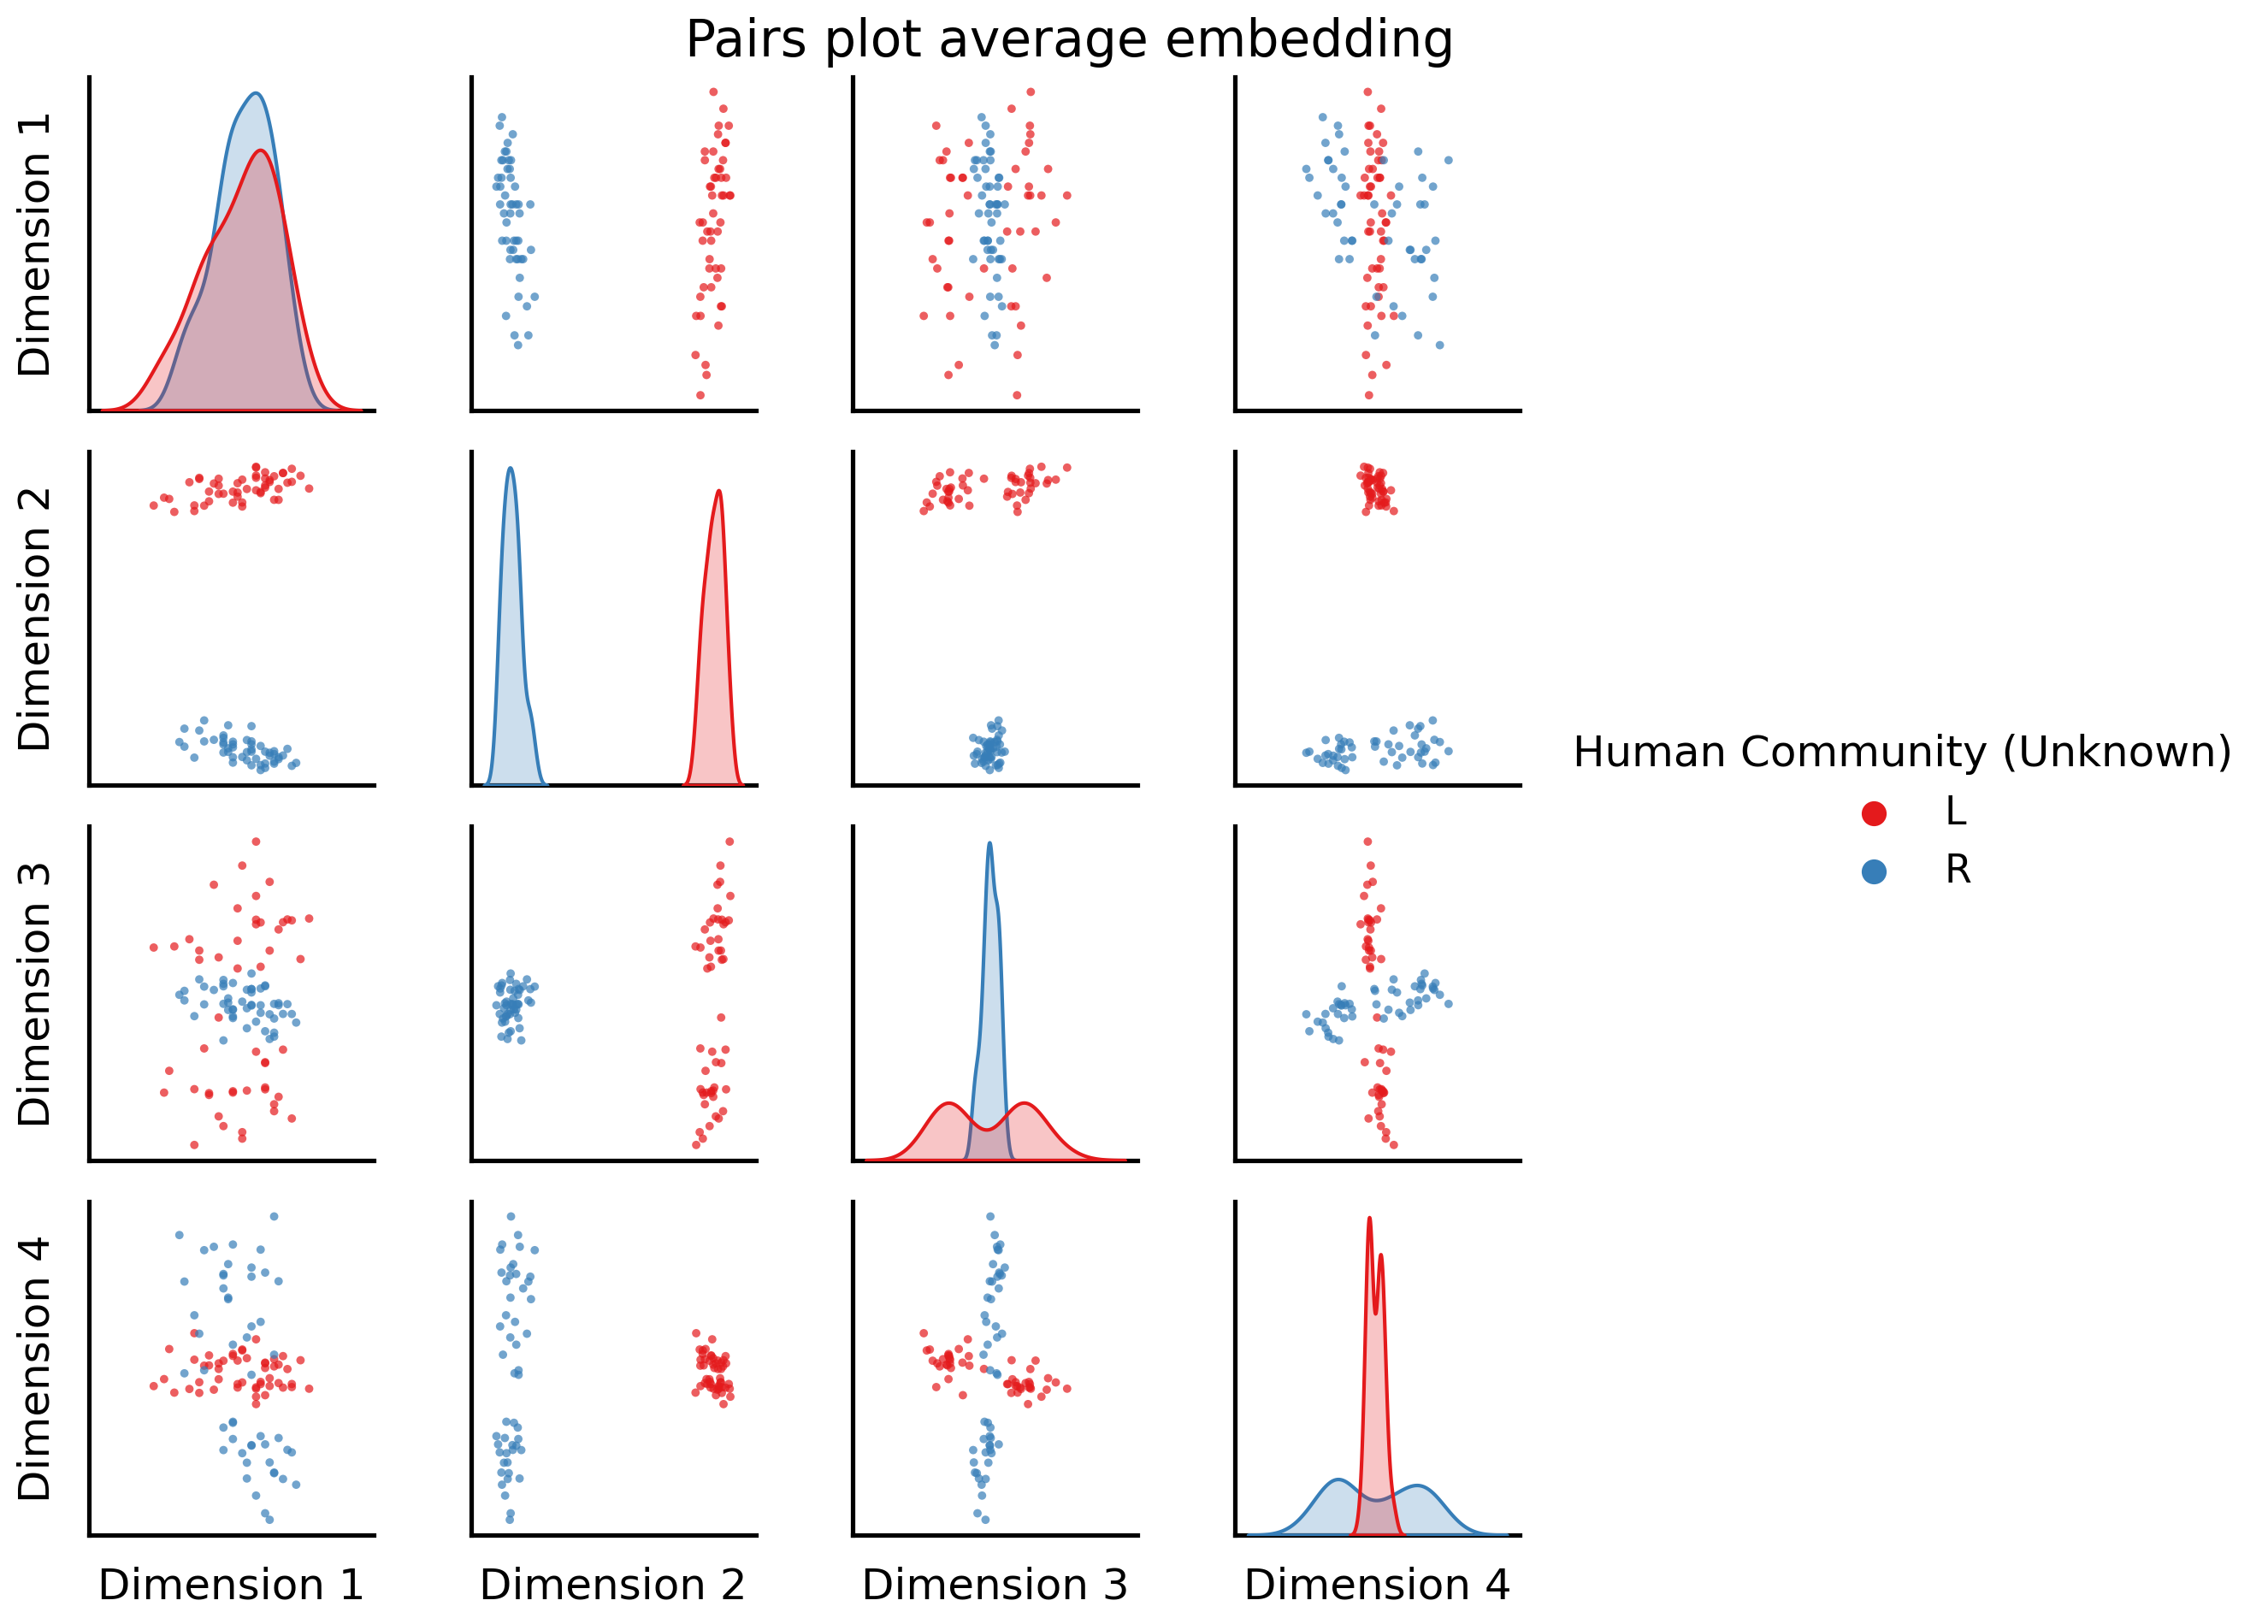 Pairs plot average embedding
Dimension 1
Dimension 2
Dimension 3
Dimension 4
Human Community (Unknown)
L
R
Dimension 1
Dimension 2
Dimension 3
Dimension 4